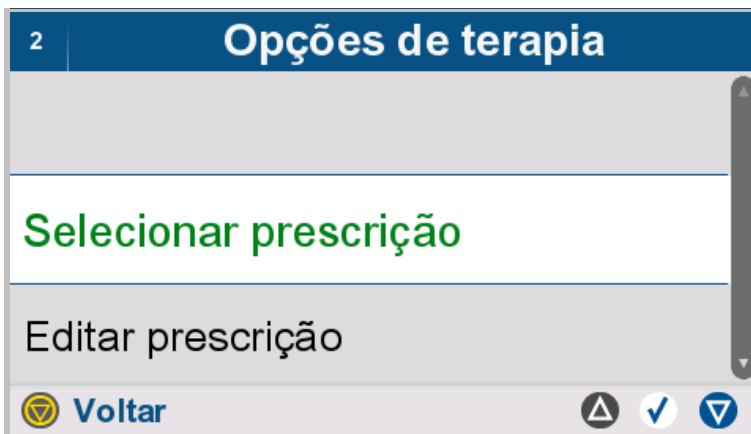 2
Opções de terapia
Selecionar prescrição
Editar prescrição
Voltar